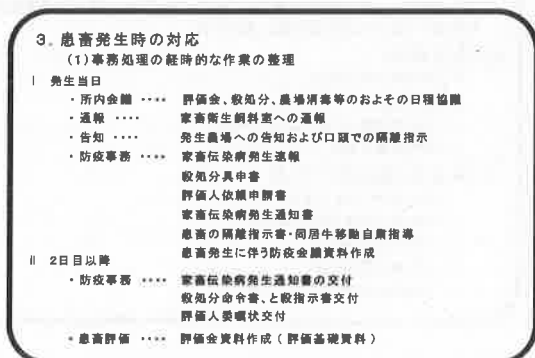 3. 患畜発生時の対応
(1)事務処理の経時的な作業の整理
I 発生当日
・所内会議 ‥‥ 評価会、殺処分、農場消毒等のおよその日程協議
・通報 ‥‥ 家畜衛生飼料室への通報
・告知 ‥‥ 発生農場への告知および口頭での隔離指示
・防疫事務 ‥‥ 家畜伝染病発生速報
殺処分具申書
評価人依頼申請書
家畜伝染病発生通知書
患畜の隔離指示書・同居牛移動自粛指導
患畜発生に伴う防疫会議資料作成
II 2日目以降
・防疫事務 ‥‥ 家畜伝染病発生通知書の交付
殺処分命令書、と殺指示書交付
評価人委嘱状交付
・患畜評価 ‥‥ 評価会資料作成(評価基礎資料)